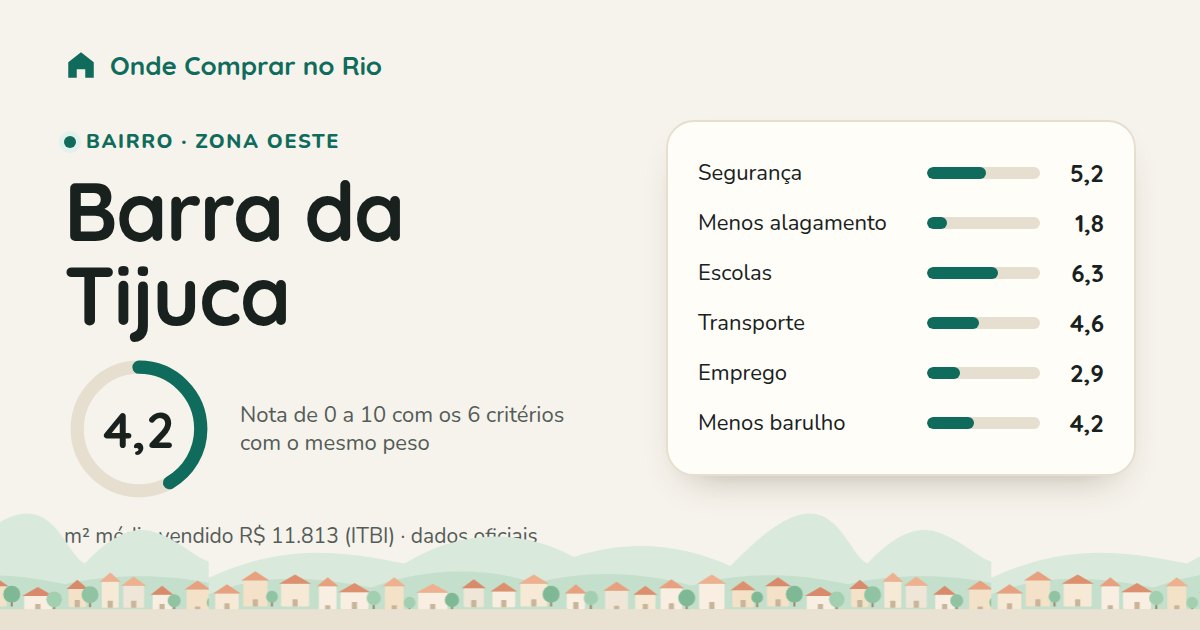 Onde Comprar no Rio
BAIRRO · ZONA OESTE
Barra da
Tijuca
4,2
Nota de 0 a 10 com os 6 critérios
com o mesmo peso
m² médio vendido R$ 11.813 (ITBI) · dados oficiais
Segurança 5,2
Menos alagamento 1,8
Escolas 6,3
Transporte 4,6
Emprego 2,9
Menos barulho 4,2